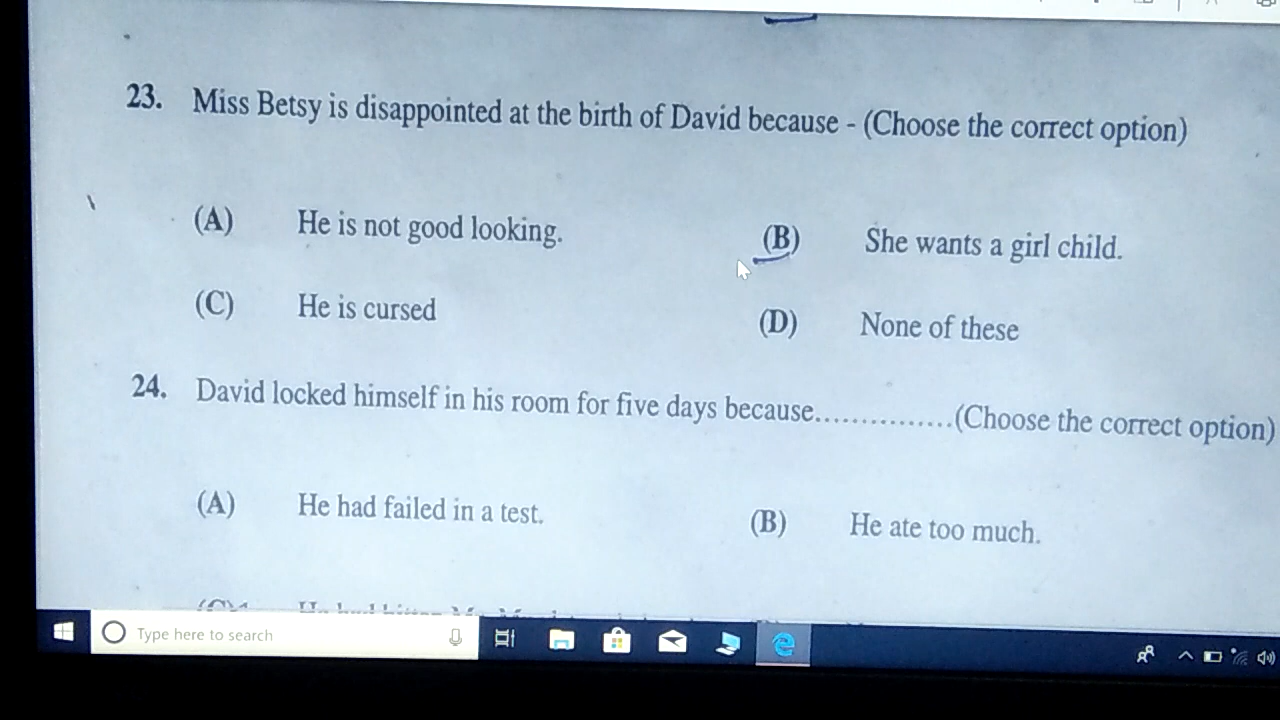 23. Miss Betsy is disappointed at the birth of David because - (Choose the correct option)
(A) He is not good looking. (B) She wants a girl child.
(C) He is cursed (D) None of these
24. David locked himself in his room for five days because...............(Choose the correct option)
(A) He had failed in a test. (B) He ate too much.
Type here to search